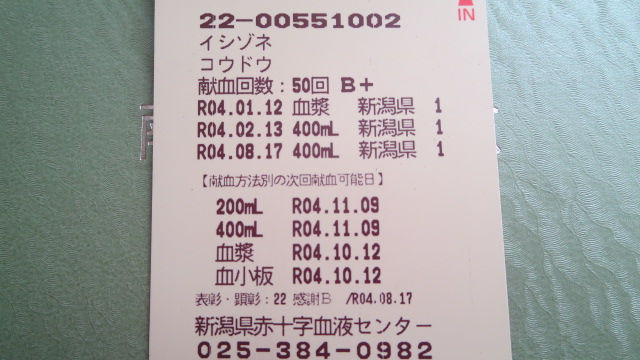 IN
22-00551002
イシゾネ
コウドウ
献血回数:50回 B+
R04.01.12 血漿 新潟県 1
R04.02.13 400mL 新潟県 1
R04.08.17 400mL 新潟県 1
【献血方法別の次回献血可能日】
200mL R04.11.09
400mL R04.11.09
血漿 R04.10.12
血小板 R04.10.12
表彰・顕彰:22 感謝B /R04.08.17
新潟県赤十字血液センター
025-384-0982